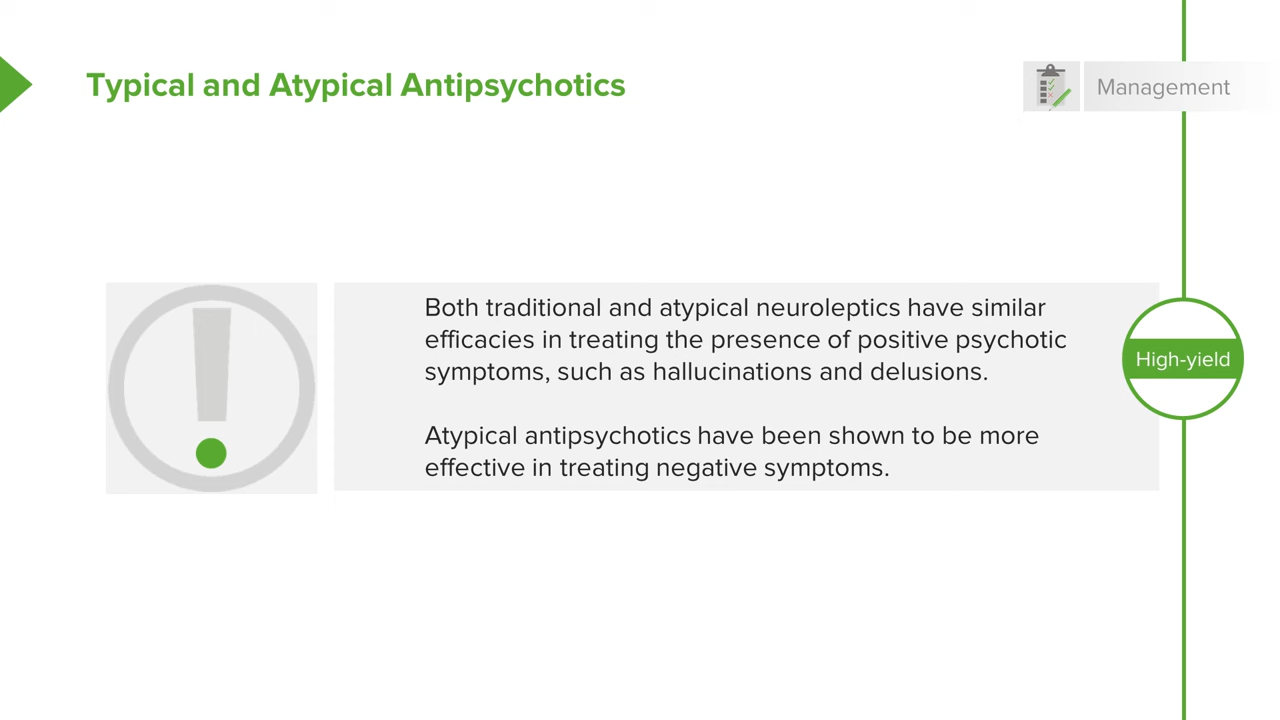 Typical and Atypical Antipsychotics
Management
Both traditional and atypical neuroleptics have similar
efficacies in treating the presence of positive psychotic
symptoms, such as hallucinations and delusions.
Atypical antipsychotics have been shown to be more
effective in treating negative symptoms.
High-yield